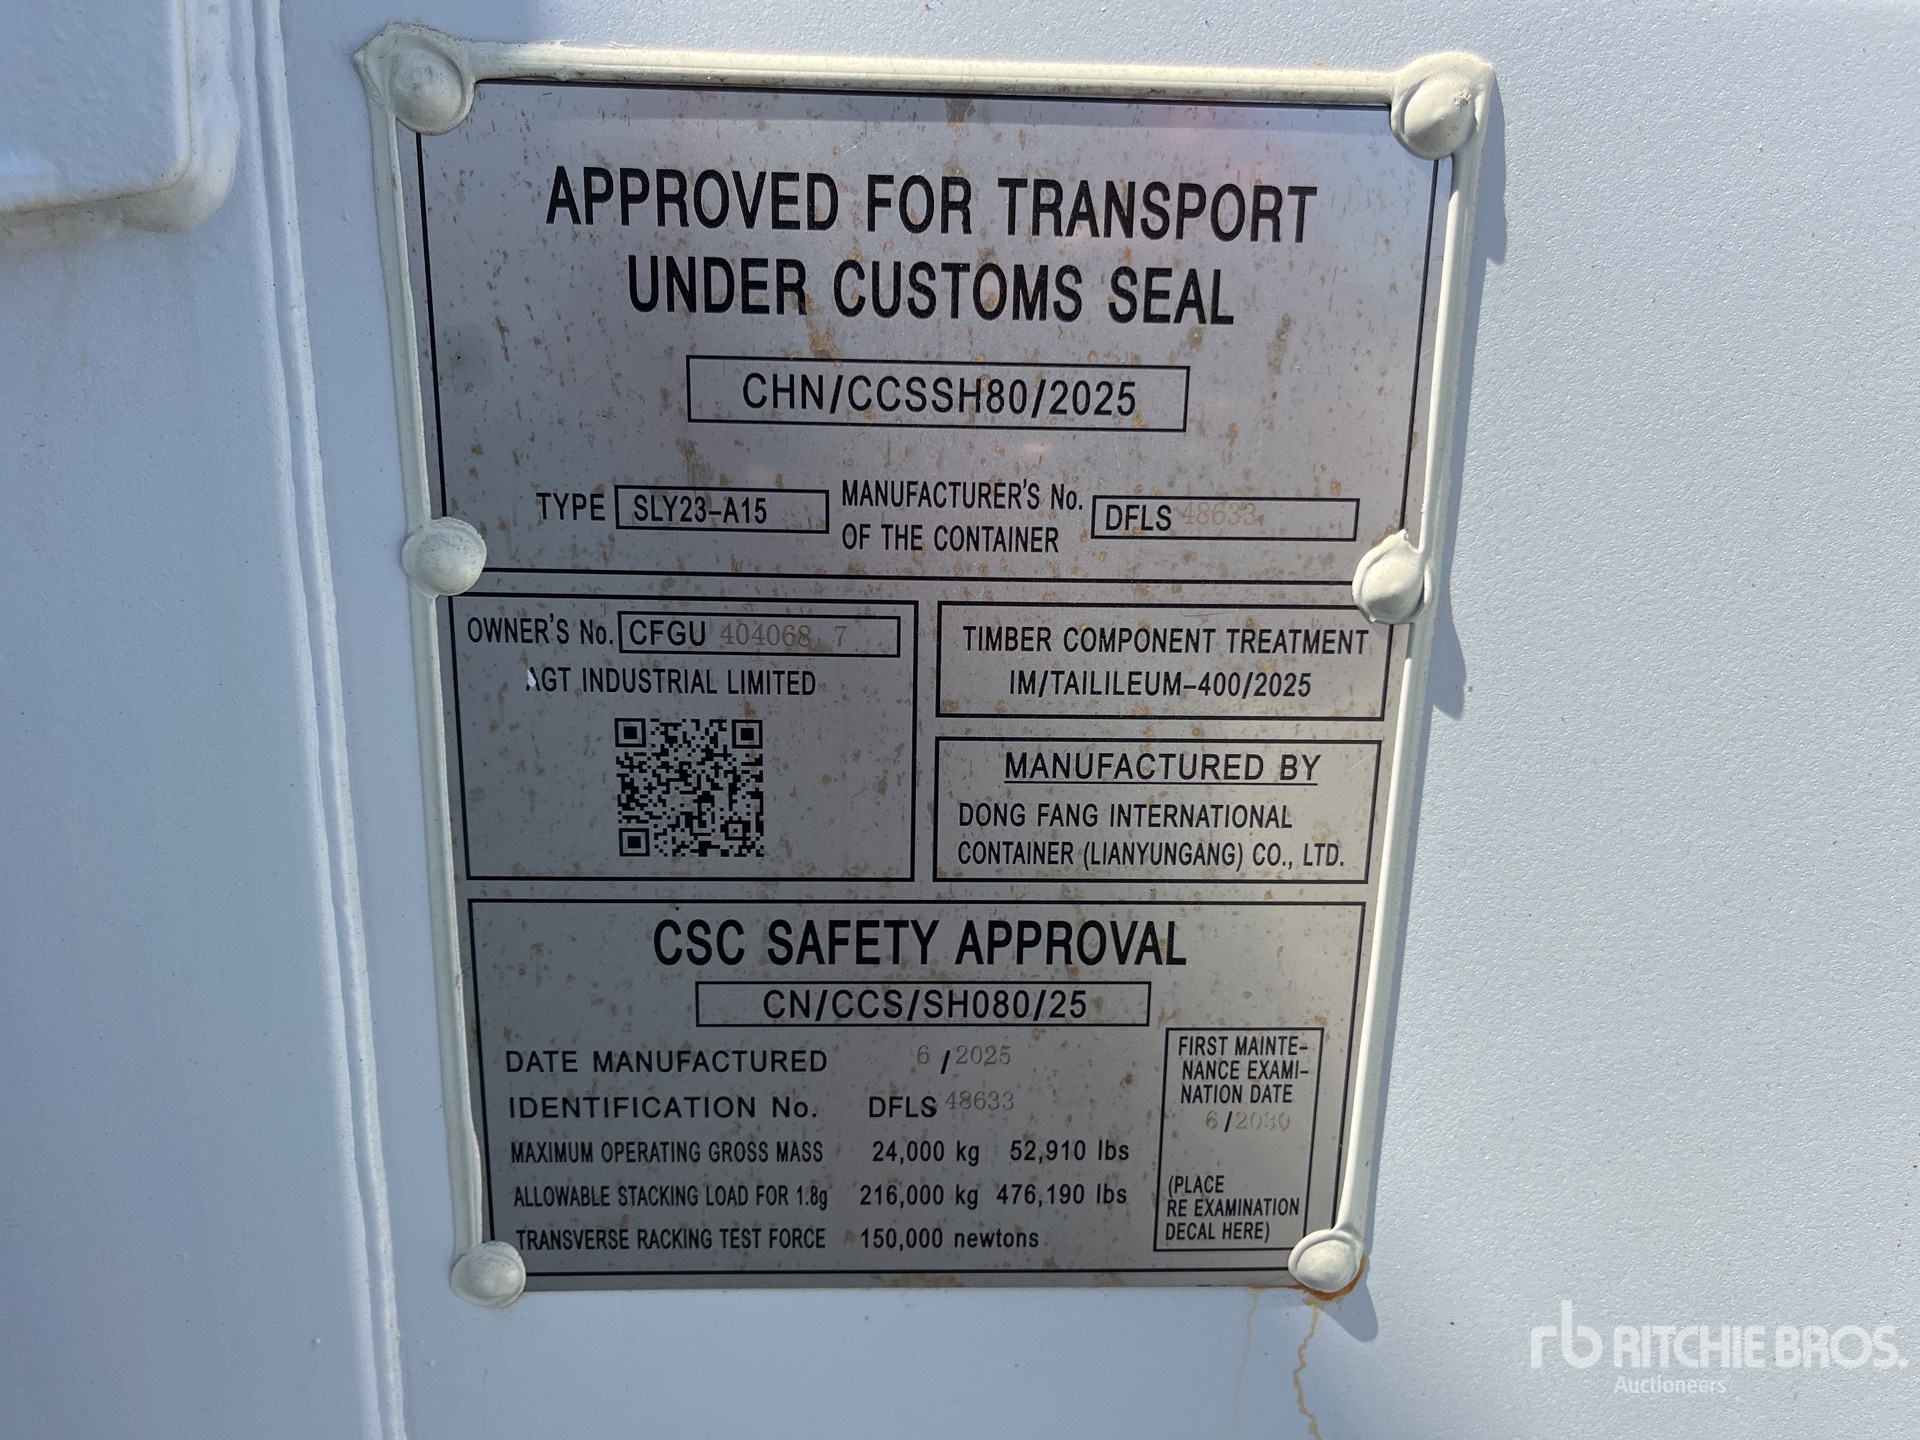 APPROVED FOR TRANSPORT
UNDER CUSTOMS SEAL
CHN/CCSSH80/2025
TYPE SLY23-A15
MANUFACTURER'S No.
OF THE CONTAINER
DFLS 48633
OWNER'S No. CFGU 404068 7
AGT INDUSTRIAL LIMITED
TIMBER COMPONENT TREATMENT
IM/TAILILEUM-400/2025
MANUFACTURED BY
DONG FANG INTERNATIONAL
CONTAINER (LIANYUNGANG) CO., LTD.
CSC SAFETY APPROVAL
CN/CCS/SH080/25
DATE MANUFACTURED 6 / 2025
IDENTIFICATION No. DFLS 48633
MAXIMUM OPERATING GROSS MASS 24,000 kg 52,910 lbs
ALLOWABLE STACKING LOAD FOR 1.8g 216,000 kg 476,190 lbs
TRANSVERSE RACKING TEST FORCE 150,000 newtons
FIRST MAINTE-
NANCE EXAMI-
NATION DATE
6 / 2030
(PLACE
RE EXAMINATION
DECAL HERE)
rb RITCHIE BROS.
Auctioneers